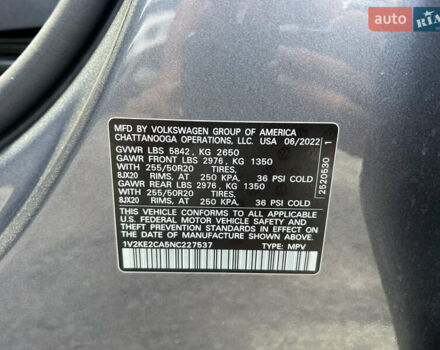 AUTO RIA
MFD. BY VOLKSWAGEN GROUP OF AMERICA
CHATTANOOGA OPERATIONS, LLC. USA 06/2022
GVWR LBS 5842, KG 2650
GAWR FRONT LBS 2976, KG 1350
WITH 255/50R20 TIRES,
8JX20 RIMS, AT 250 KPA, 36 PSI COLD
GAWR REAR LBS 2976, KG 1350
WITH 255/50R20 TIRES,
8JX20 RIMS, AT 250 KPA, 36 PSI COLD
THIS VEHICLE CONFORMS TO ALL APPLICABLE
U.S. FEDERAL MOTOR VEHICLE SAFETY AND
THEFT PREVENTION STANDARDS IN EFFECT ON THE
DATE OF MANUFACTURE SHOWN ABOVE.
1V2KE2CA5NC227537 TYPE: MPV
2520530 1